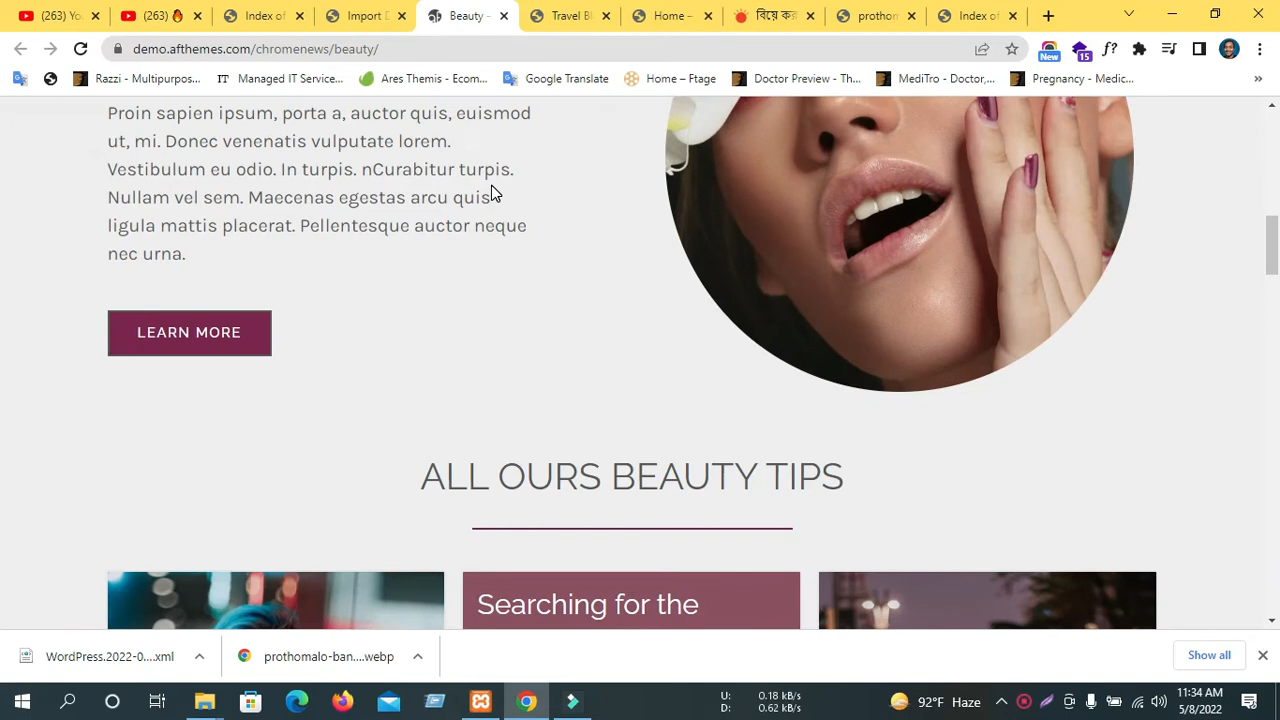 (263) Yo
(263)
Index of
Import D
Beauty –
Travel Bl
Home –
বিয়ে কর
prothon
Index of
demo.afthemes.com/chromenews/beauty/
New
15
f?
Razzi - Multipurpos...
IT Managed IT Service...
Ares Themis - Ecom...
Google Translate
Home – Ftage
Doctor Preview - Th...
MediTro - Doctor,...
Pregnancy - Medic...
»
Proin sapien ipsum, porta a, auctor quis, euismod
ut, mi. Donec venenatis vulputate lorem.
Vestibulum eu odio. In turpis. nCurabitur turpis.
Nullam vel sem. Maecenas egestas arcu quis
ligula mattis placerat. Pellentesque auctor neque
nec urna.
LEARN MORE
ALL OURS BEAUTY TIPS
Searching for the
WordPress.2022-0....xml
prothomalo-ban....webp
Show all
U: 0.18 kB/s
D: 0.62 kB/s
92°F Haze
11:34 AM
5/8/2022